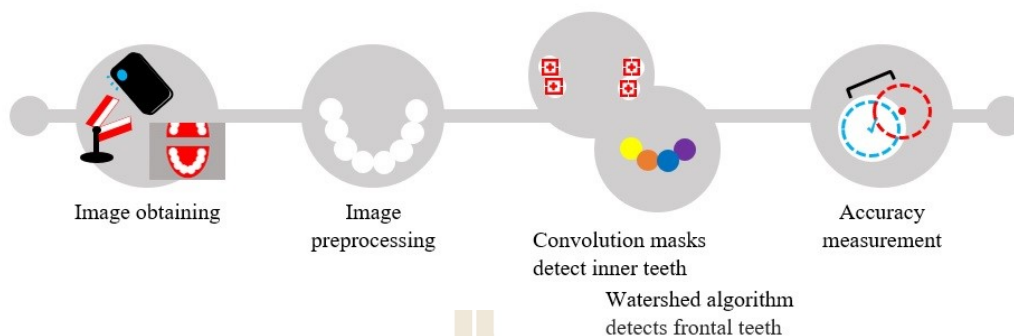 Image obtaining
Image
preprocessing
Convolution masks
detect inner teeth
Watershed algorithm
detects frontal teeth
Accuracy
measurement